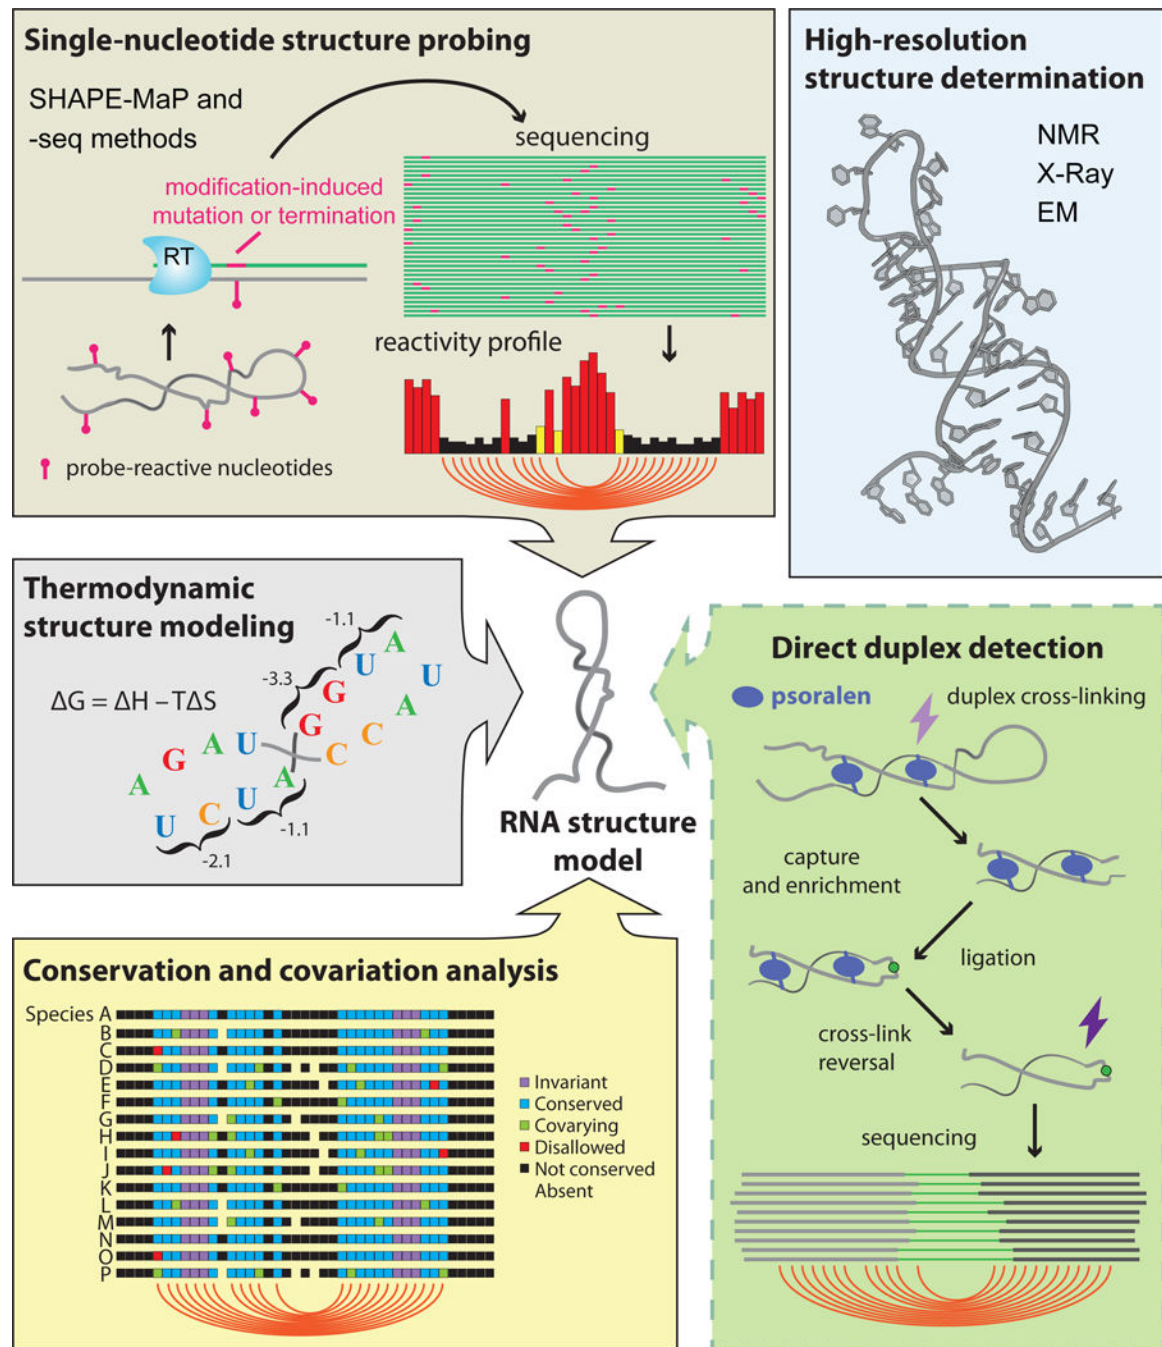 Single-nucleotide structure probing
SHAPE-MaP and
-seq methods
modification-induced
mutation or termination
RT
probe-reactive nucleotides
sequencing
reactivity profile
High-resolution
structure determination
NMR
X-Ray
EM
Thermodynamic
structure modeling
ΔG = ΔH – TΔS
-1.1
-3.3
A
U
G
G
U
A
C
C
U
A
G
A
A
U
C
U
-1.1
-2.1
RNA structure
model
Direct duplex detection
psoralen
duplex cross-linking
capture
and enrichment
ligation
cross-link
reversal
sequencing
Conservation and covariation analysis
Species A
B
C
D
E
F
G
H
I
J
K
L
M
N
O
P
Invariant
Conserved
Covarying
Disallowed
Not conserved
Absent